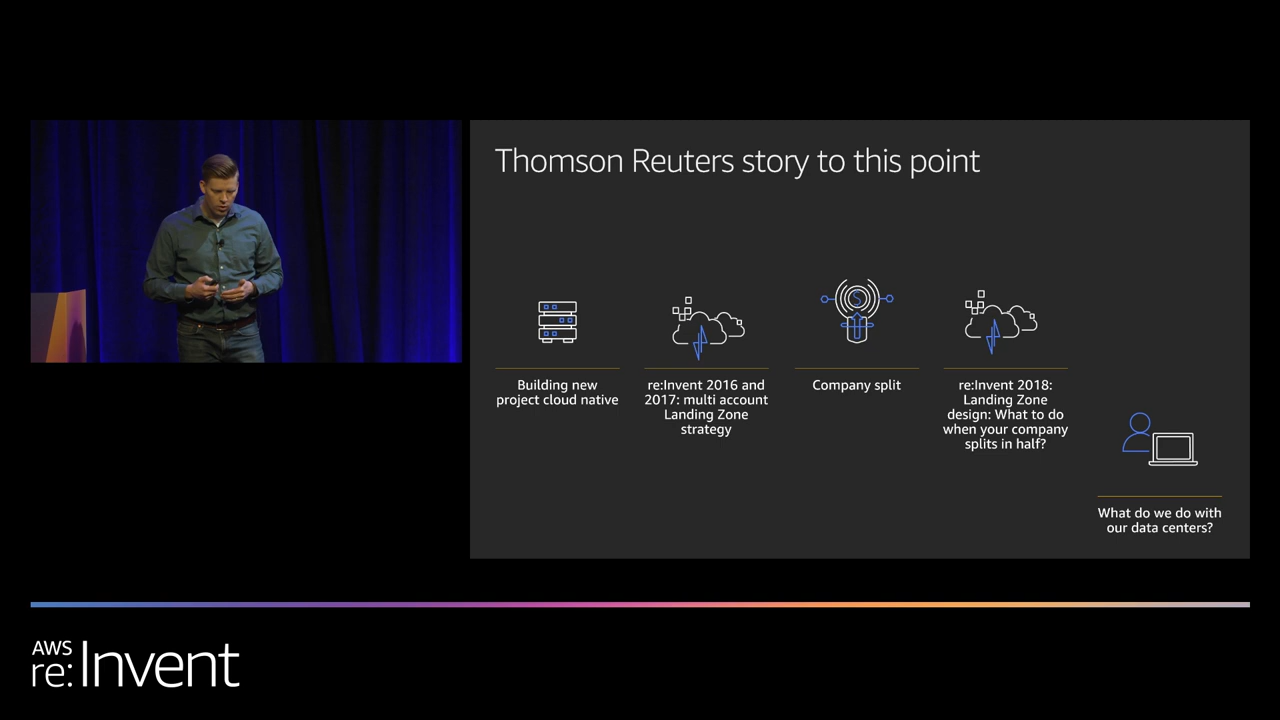 Thomson Reuters story to this point
Building new
project cloud native
re:Invent 2016 and
2017: multi account
Landing Zone
strategy
Company split
re:Invent 2018:
Landing Zone
design: What to do
when your company
splits in half?
What do we do with
our data centers?
AWS
re:Invent